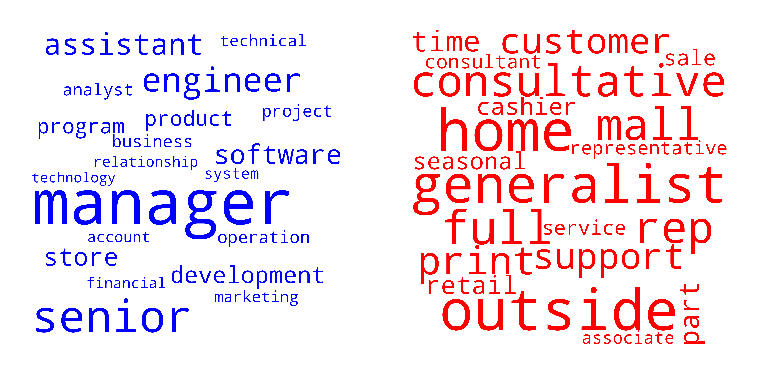 assistant
technical
analyst
engineer
program
product
project
business
relationship
software
technology
system
manager
account
operation
store
financial
development
marketing
senior
time
customer
consultant
sale
consultative
cashier
home
mall
representative
seasonal
generalist
full
service
rep
print
support
retail
outside
part
associate